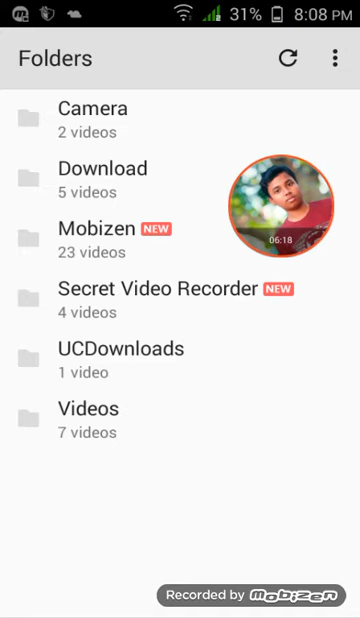 31% 8:08 PM
Folders
Camera
2 videos
Download
5 videos
Mobizen NEW
23 videos
06:18
Secret Video Recorder NEW
4 videos
UCDownloads
1 video
Videos
7 videos
Recorded by mobizen